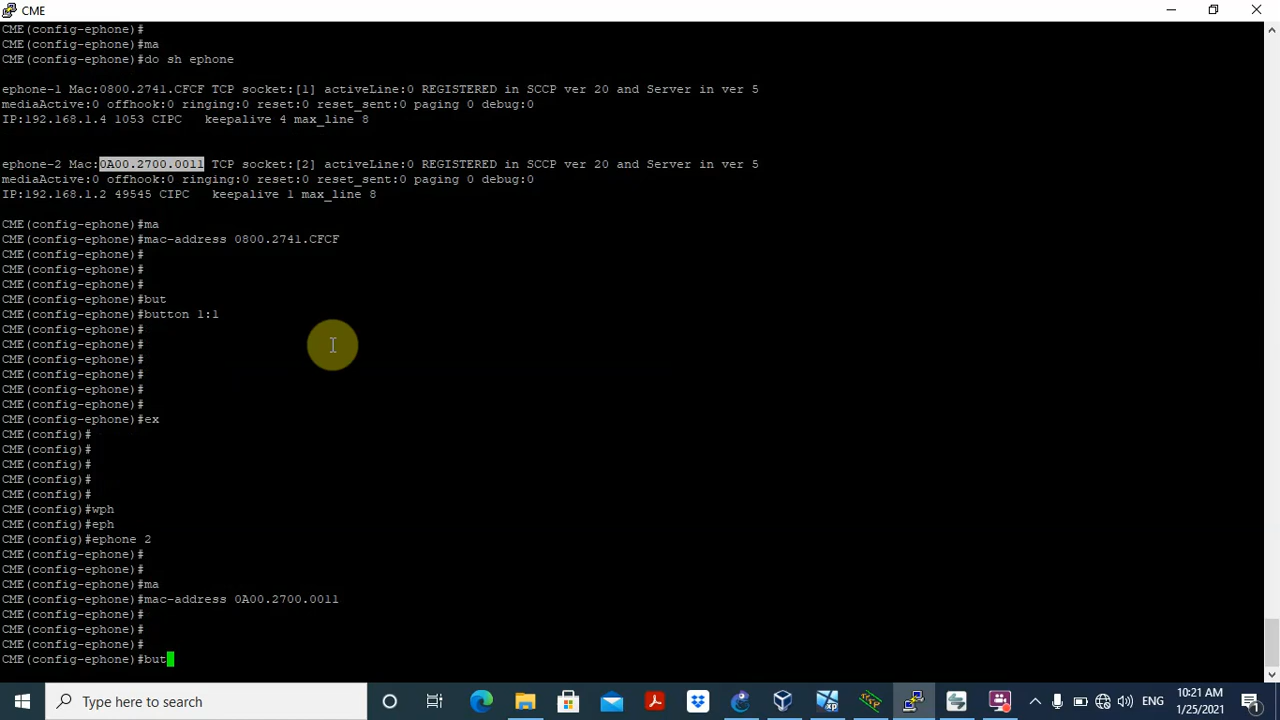 CME
CME(config-ephone)#
CME(config-ephone)#ma
CME(config-ephone)#do sh ephone
ephone-1 Mac:0800.2741.CFCF TCP socket:[1] activeLine:0 REGISTERED in SCCP ver 20 and Server in ver 5
mediaActive:0 offhook:0 ringing:0 reset:0 reset_sent:0 paging 0 debug:0
IP:192.168.1.4 1053 CIPC   keepalive 4 max_line 8
ephone-2 Mac:0A00.2700.0011 TCP socket:[2] activeLine:0 REGISTERED in SCCP ver 20 and Server in ver 5
mediaActive:0 offhook:0 ringing:0 reset:0 reset_sent:0 paging 0 debug:0
IP:192.168.1.2 49545 CIPC   keepalive 1 max_line 8
CME(config-ephone)#ma
CME(config-ephone)#mac-address 0800.2741.CFCF
CME(config-ephone)#
CME(config-ephone)#
CME(config-ephone)#
CME(config-ephone)#but
CME(config-ephone)#button 1:1
CME(config-ephone)#
CME(config-ephone)#
CME(config-ephone)#
CME(config-ephone)#
CME(config-ephone)#
CME(config-ephone)#
CME(config-ephone)#ex
CME(config)#
CME(config)#
CME(config)#
CME(config)#
CME(config)#
CME(config)#wph
CME(config)#eph
CME(config)#ephone 2
CME(config-ephone)#
CME(config-ephone)#
CME(config-ephone)#ma
CME(config-ephone)#mac-address 0A00.2700.0011
CME(config-ephone)#
CME(config-ephone)#
CME(config-ephone)#
CME(config-ephone)#but
Type here to search
ENG
10:21 AM
1/25/2021